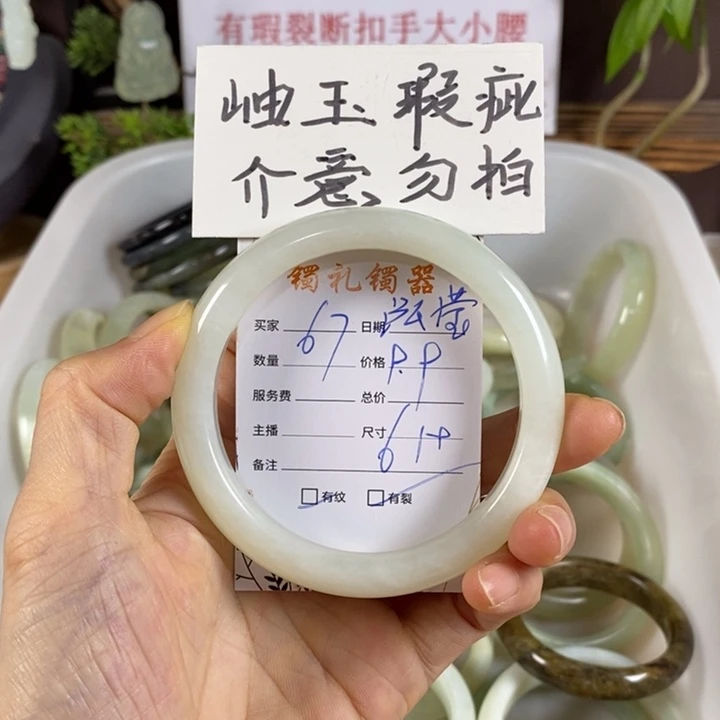 有瑕裂断扣手大小腰
岫玉瑕疵
介意勿拍
镯礼镯器
买家 67 日期
数量 价格 P.P
服务费 总价
主播 尺寸 6 1+
备注
有纹 有裂